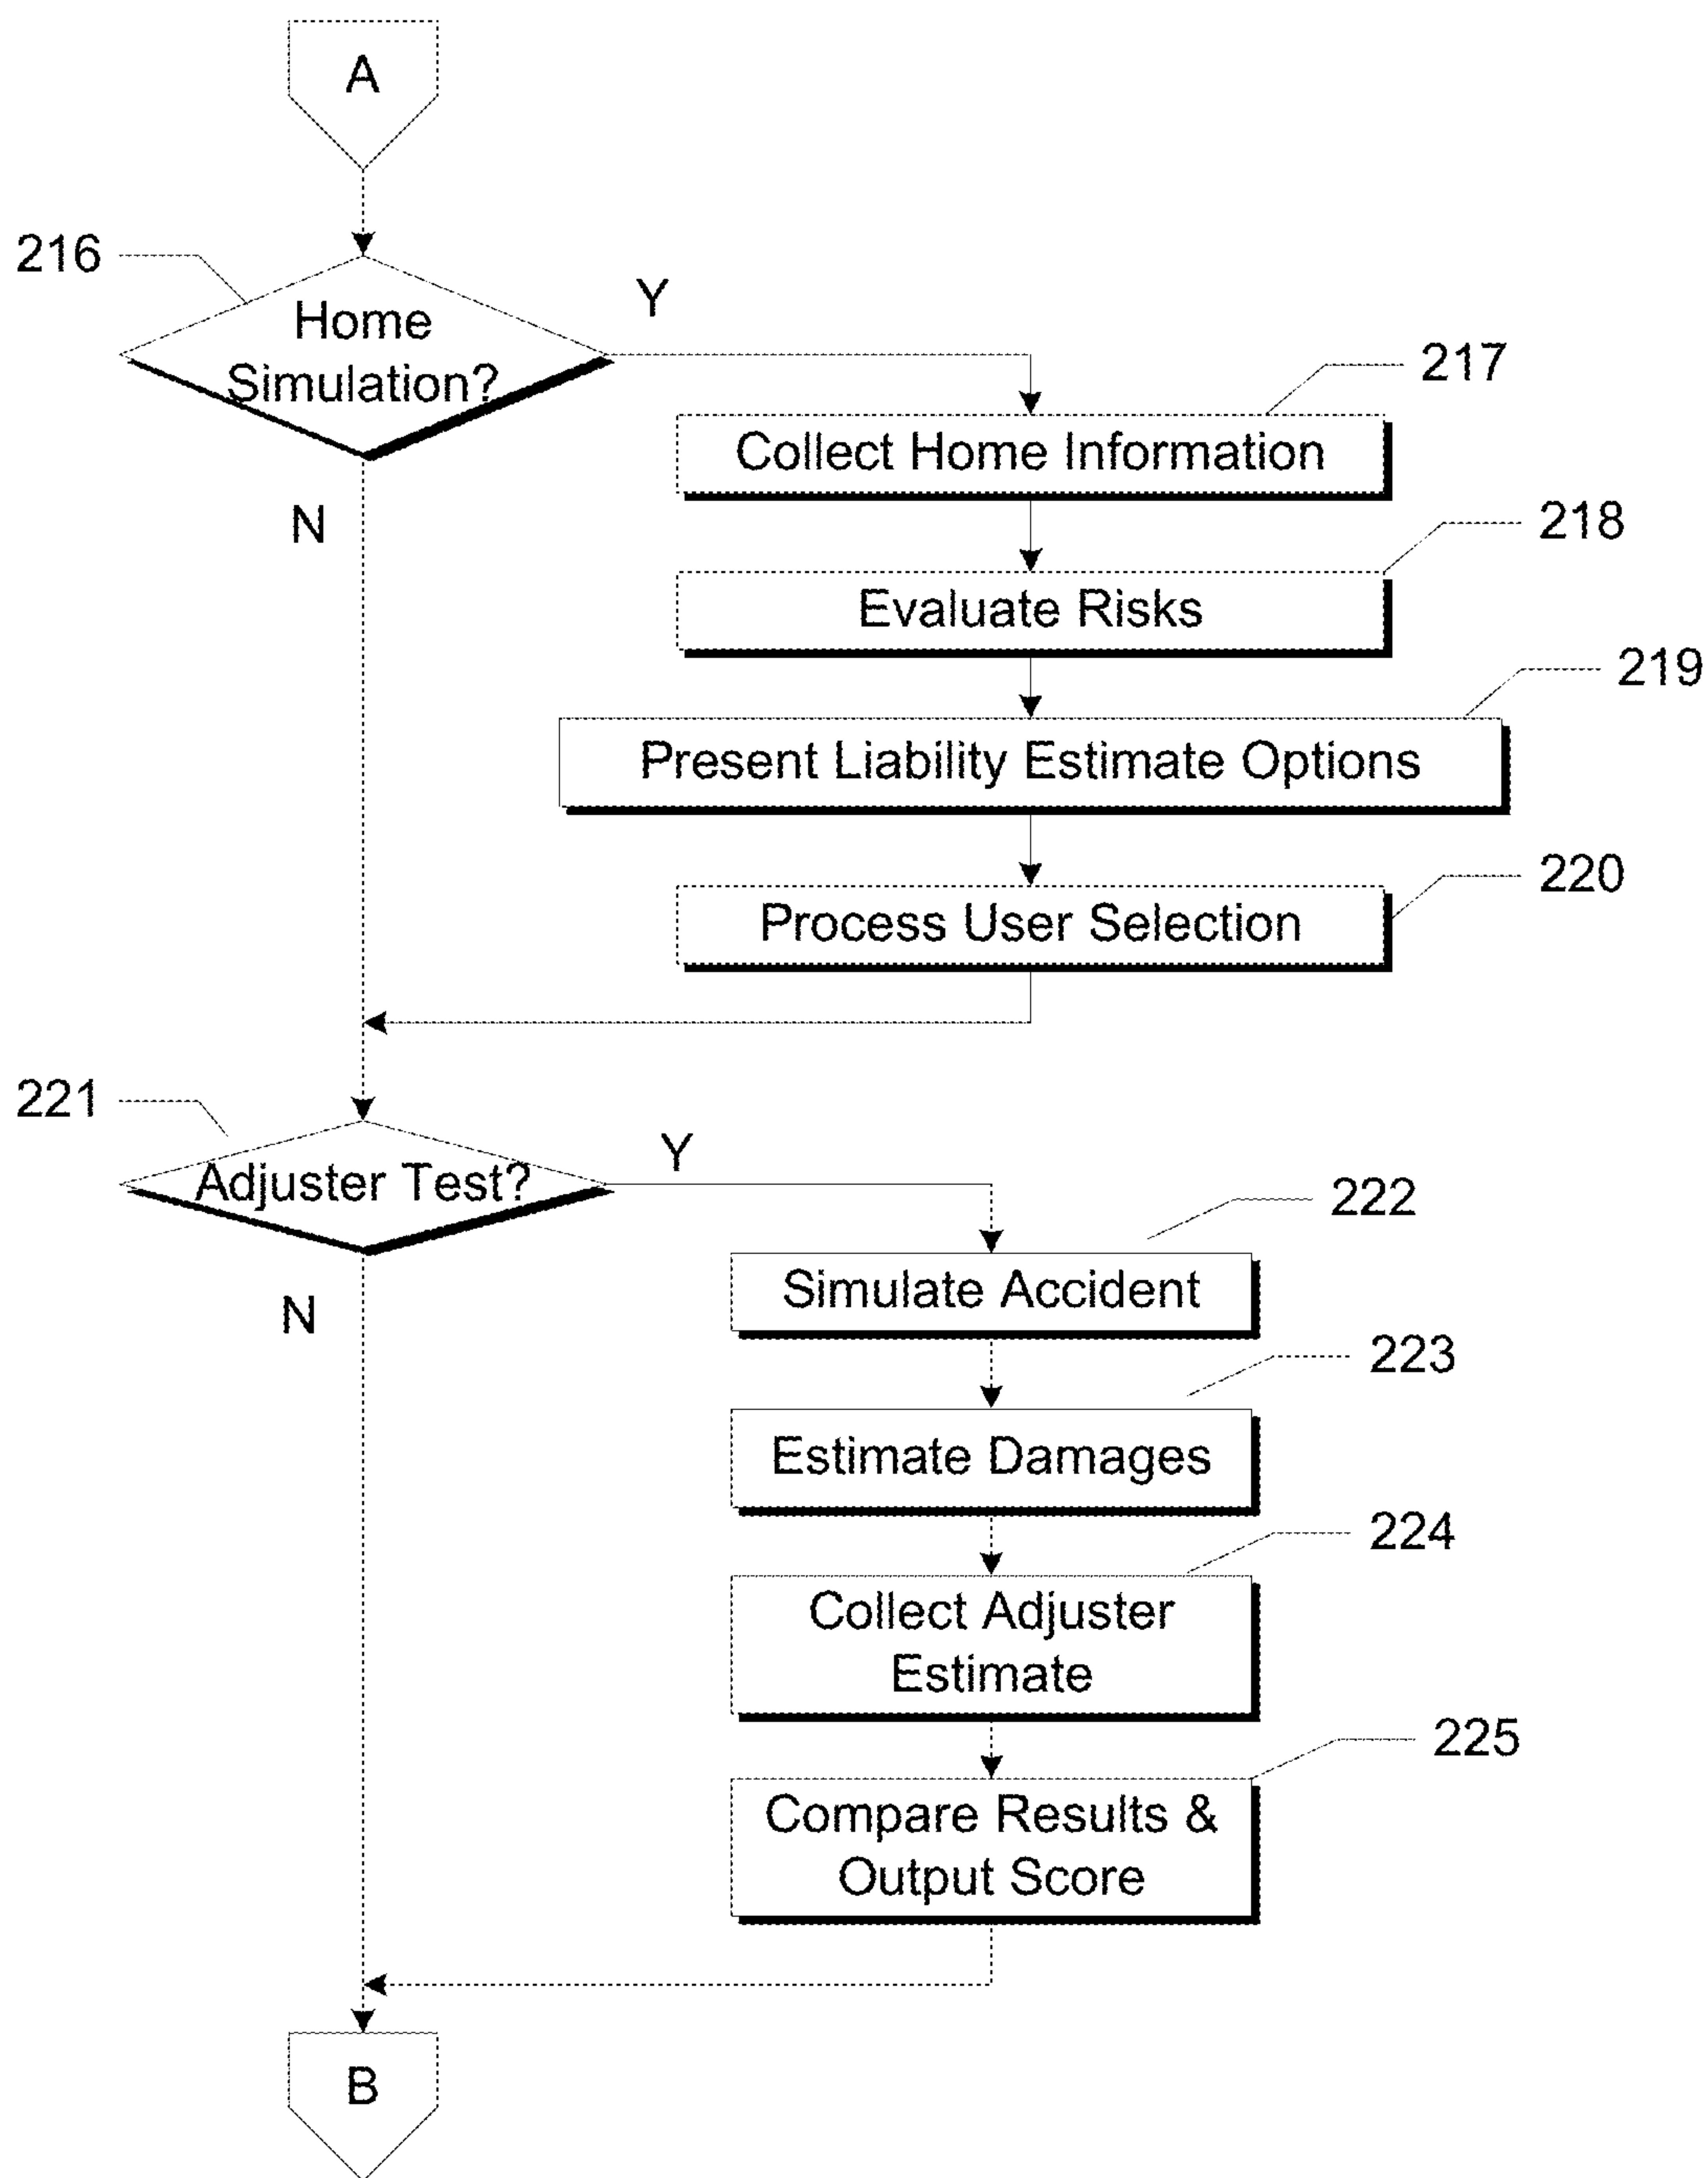 A
216
Home
Simulation?
Y
N
217
Collect Home Information
218
Evaluate Risks
219
Present Liability Estimate Options
220
Process User Selection
221
Adjuster Test?
Y
N
222
Simulate Accident
223
Estimate Damages
224
Collect Adjuster
Estimate
225
Compare Results &
Output Score
B